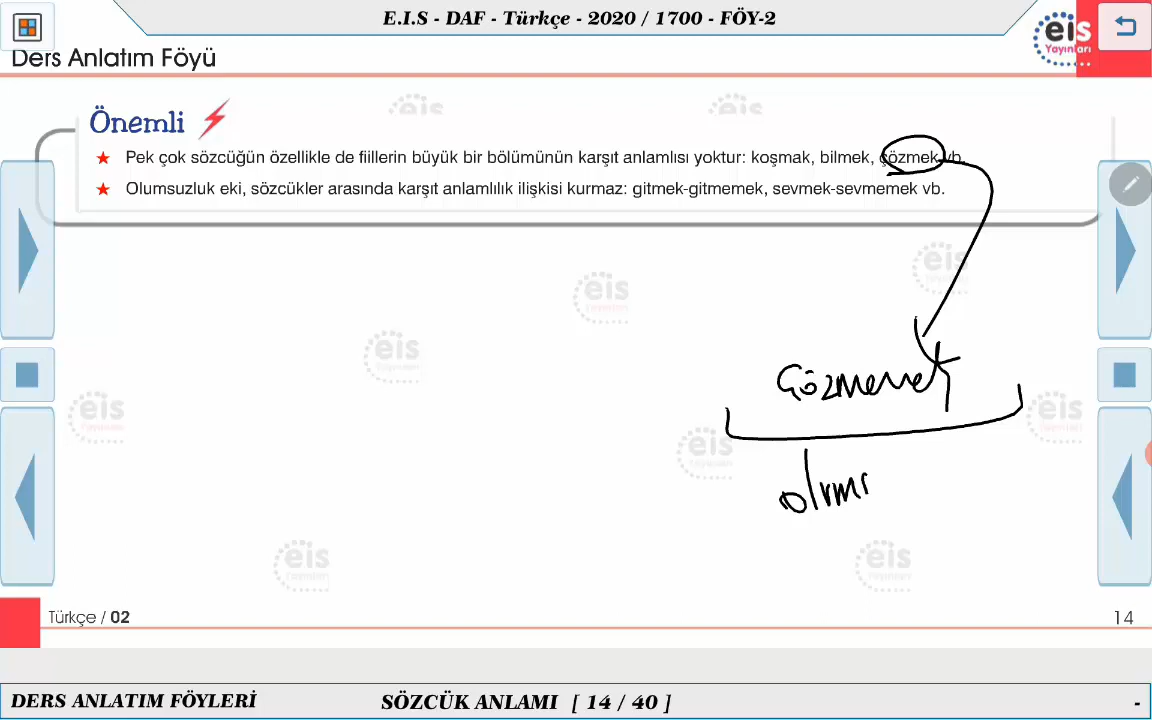 E.I.S - DAF - Türkçe - 2020 / 1700 - FÖY-2
Ders Anlatım Föyü
eis
Yayınları
Önemli
Pek çok sözcüğün özellikle de fiillerin büyük bir bölümünün karşıt anlamlısı yoktur: koşmak, bilmek, çözmek vb.
Olumsuzluk eki, sözcükler arasında karşıt anlamlılık ilişkisi kurmaz: gitmek-gitmemek, sevmek-sevmemek vb.
Çözmemek
Türkçe / 02
14
DERS ANLATIM FÖYLERİ
SÖZCÜK ANLAMI [ 14 / 40 ]
-